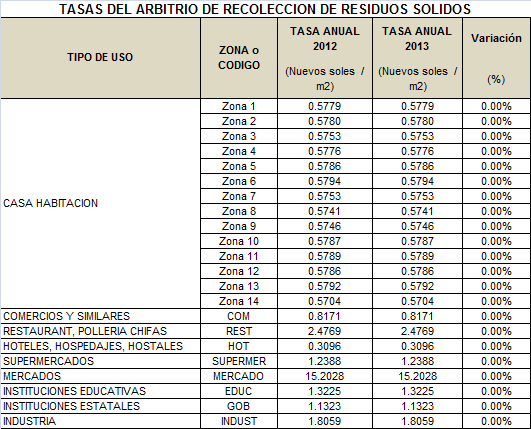 TASAS DEL ARBITRIO DE RECOLECCION DE RESIDUOS SOLIDOS
TIPO DE USO ZONA o CODIGO TASA ANUAL 2012 (Nuevos soles / m2) TASA ANUAL 2013 (Nuevos soles / m2) Variación (%)
CASA HABITACION
Zona 1 0.5779 0.5779 0.00%
Zona 2 0.5780 0.5780 0.00%
Zona 3 0.5753 0.5753 0.00%
Zona 4 0.5776 0.5776 0.00%
Zona 5 0.5786 0.5786 0.00%
Zona 6 0.5794 0.5794 0.00%
Zona 7 0.5753 0.5753 0.00%
Zona 8 0.5741 0.5741 0.00%
Zona 9 0.5746 0.5746 0.00%
Zona 10 0.5787 0.5787 0.00%
Zona 11 0.5789 0.5789 0.00%
Zona 12 0.5786 0.5786 0.00%
Zona 13 0.5792 0.5792 0.00%
Zona 14 0.5704 0.5704 0.00%
COMERCIOS Y SIMILARES COM 0.8171 0.8171 0.00%
RESTAURANT, POLLERIA CHIFAS REST 2.4769 2.4769 0.00%
HOTELES, HOSPEDAJES, HOSTALES HOT 0.3096 0.3096 0.00%
SUPERMERCADOS SUPERMER 1.2388 1.2388 0.00%
MERCADOS MERCADO 15.2028 15.2028 0.00%
INSTITUCIONES EDUCATIVAS EDUC 1.3225 1.3225 0.00%
INSTITUCIONES ESTATALES GOB 1.1323 1.1323 0.00%
INDUSTRIA INDUST 1.8059 1.8059 0.00%